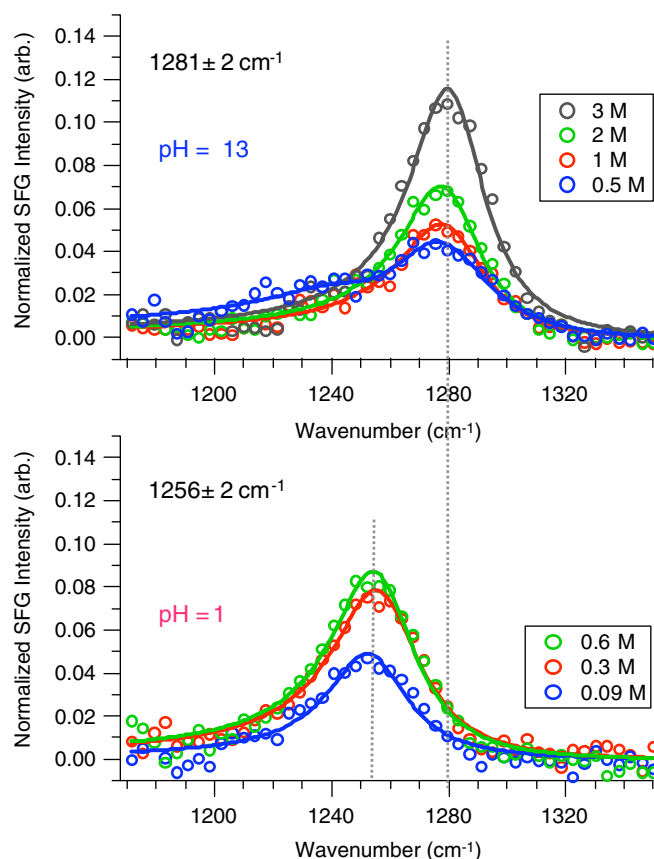 Normalized SFG Intensity (arb.)
0.14
0.12
0.10
0.08
0.06
0.04
0.02
0.00
1281± 2 cm-1
pH = 13
3 M
2 M
1 M
0.5 M
1200
1240
1280
1320
Wavenumber (cm-1)
Normalized SFG Intensity (arb.)
0.14
0.12
0.10
0.08
0.06
0.04
0.02
0.00
1256± 2 cm-1
pH = 1
0.6 M
0.3 M
0.09 M
1200
1240
1280
1320
Wavenumber (cm-1)